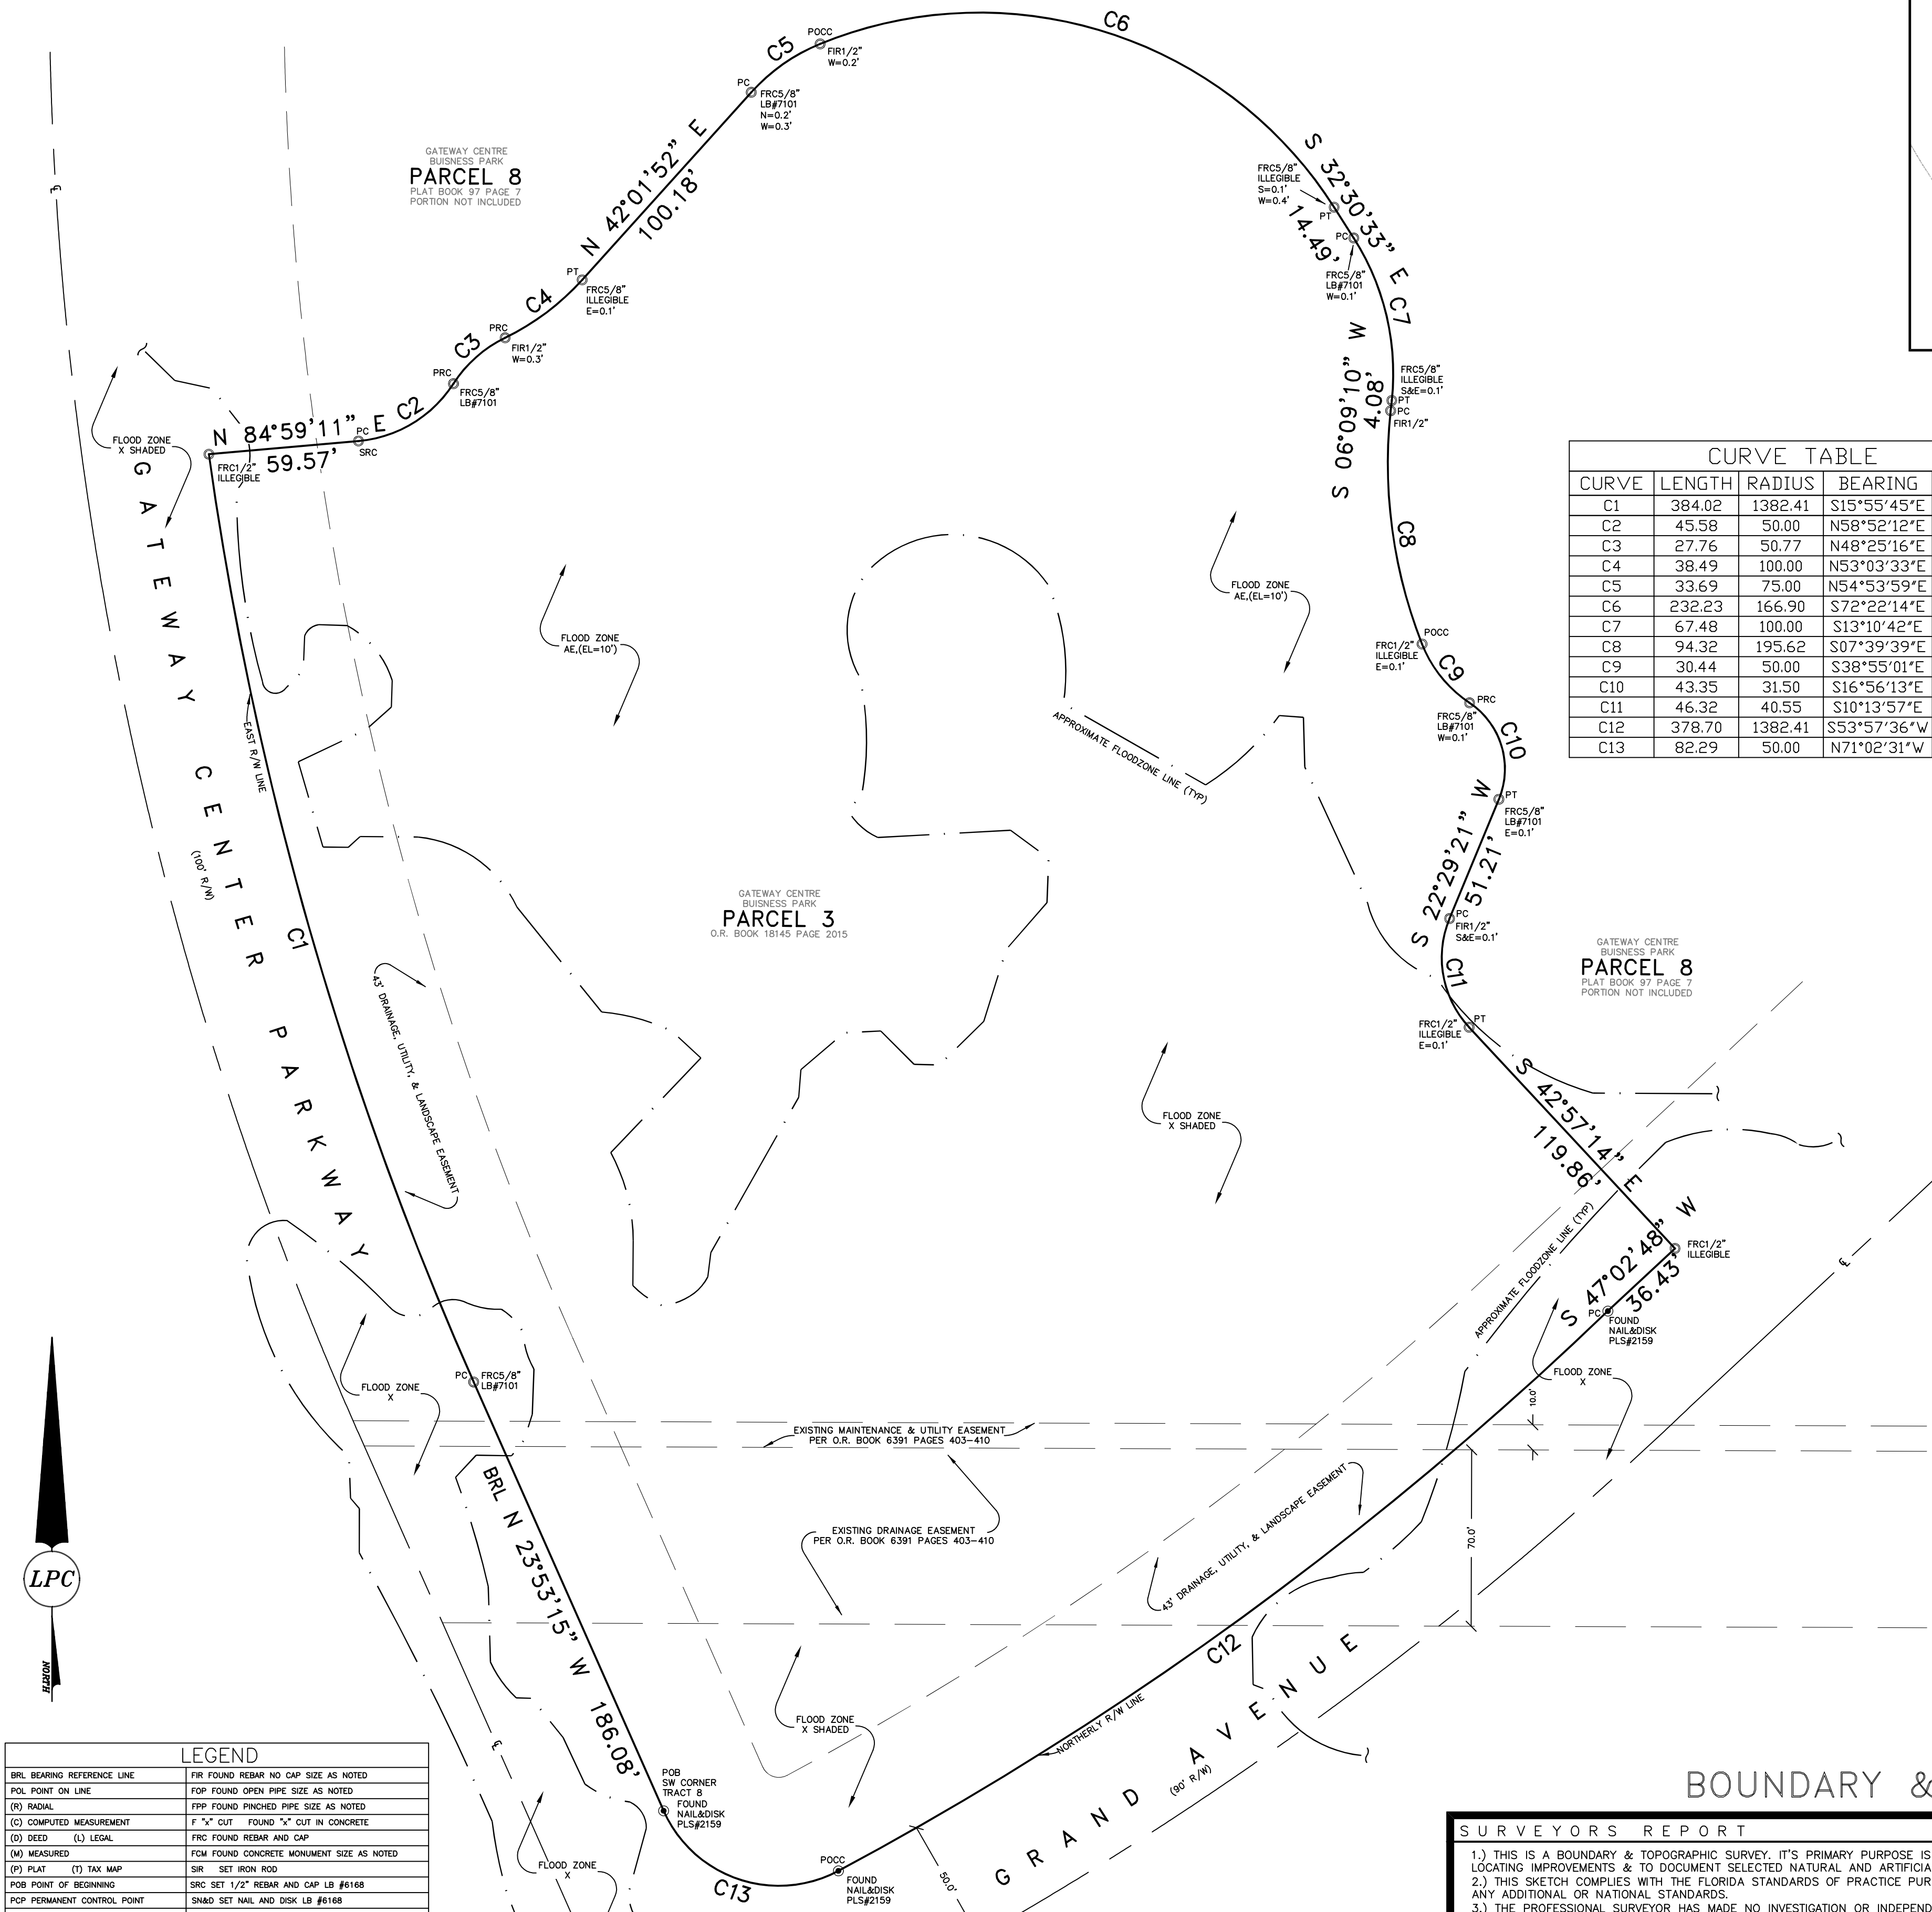 C6
POCC
FIR1/2"
W=0.2'
C5
PC
FRC5/8"
LB#7101
N=0.2'
W=0.3'
N 42°01'52" E
100.18'
GATEWAY CENTRE
BUISNESS PARK
PARCEL 8
PLAT BOOK 97 PAGE 7
PORTION NOT INCLUDED
PT
FRC5/8"
ILLEGIBLE
E=0.1'
C4
PRC
FIR1/2"
W=0.3'
C3
PRC
FRC5/8"
LB#7101
C2
N 84°59'11" E
59.57'
PC
SRC
FRC1/2"
ILLEGIBLE
FLOOD ZONE
X SHADED
S 32°30'33" E
14.49'
FRC5/8"
ILLEGIBLE
S=0.1'
W=0.4'
PT
PC
FRC5/8"
LB#7101
W=0.1'
C7
S 06°09'10" W
4.08'
FRC5/8"
ILLEGIBLE
S&E=0.1'
PT
PC
FIR1/2"
C8
CURVE TABLE
CURVE LENGTH RADIUS BEARING
C1 384.02 1382.41 S15°55'45"E
C2 45.58 50.00 N58°52'12"E
C3 27.76 50.77 N48°25'16"E
C4 38.49 100.00 N53°03'33"E
C5 33.69 75.00 N54°53'59"E
C6 232.23 166.90 S72°22'14"E
C7 67.48 100.00 S13°10'42"E
C8 94.32 195.62 S07°39'39"E
C9 30.44 50.00 S38°55'01"E
C10 43.35 31.50 S16°56'13"E
C11 46.32 40.55 S10°13'57"E
C12 378.70 1382.41 S53°57'36"W
C13 82.29 50.00 N71°02'31"W
FLOOD ZONE
AE,(EL=10')
FLOOD ZONE
AE,(EL=10')
POCC
FRC1/2"
ILLEGIBLE
E=0.1'
C9
PRC
FRC5/8"
LB#7101
W=0.1'
C10
APPROXIMATE FLOODZONE LINE (TYP)
PT
FRC5/8"
LB#7101
E=0.1'
S 22°29'21" W
51.21'
PC
FIR1/2"
S&E=0.1'
C11
GATEWAY CENTER PARKWAY
(100' R/W)
EAST R/W LINE
C1
GATEWAY CENTRE
BUISNESS PARK
PARCEL 3
O.R. BOOK 18145 PAGE 2015
GATEWAY CENTRE
BUISNESS PARK
PARCEL 8
PLAT BOOK 97 PAGE 7
PORTION NOT INCLUDED
43' DRAINAGE, UTILITY, & LANDSCAPE EASEMENT
PT
FRC1/2"
ILLEGIBLE
E=0.1'
S 42°57'14" E
119.86'
FLOOD ZONE
X SHADED
APPROXIMATE FLOODZONE LINE (TYP)
FRC1/2"
ILLEGIBLE
S 47°02'48" W
36.43'
PC
FOUND
NAIL&DISK
PLS#2159
FLOOD ZONE
X
10.0'
FLOOD ZONE
X
PC
FRC5/8"
LB#7101
EXISTING MAINTENANCE & UTILITY EASEMENT
PER O.R. BOOK 6391 PAGES 403-410
BRL N 23°53'15" W 186.08'
EXISTING DRAINAGE EASEMENT
PER O.R. BOOK 6391 PAGES 403-410
43' DRAINAGE, UTILITY, & LANDSCAPE EASEMENT
70.0'
C12
NORTHERLY R/W LINE
GRAND AVENUE
(90' R/W)
50.0'
LPC
NORTH
FLOOD ZONE
X SHADED
POB
SW CORNER
TRACT 8
FOUND
NAIL&DISK
PLS#2159
POCC
FOUND
NAIL&DISK
PLS#2159
C13
FLOOD ZONE
X
LEGEND
BRL BEARING REFERENCE LINE FIR FOUND REBAR NO CAP SIZE AS NOTED
POL POINT ON LINE FOP FOUND OPEN PIPE SIZE AS NOTED
(R) RADIAL FPP FOUND PINCHED PIPE SIZE AS NOTED
(C) COMPUTED MEASUREMENT F "x" CUT FOUND "x" CUT IN CONCRETE
(D) DEED (L) LEGAL FRC FOUND REBAR AND CAP
(M) MEASURED FCM FOUND CONCRETE MONUMENT SIZE AS NOTED
(P) PLAT (T) TAX MAP SIR SET IRON ROD
POB POINT OF BEGINNING SRC SET 1/2" REBAR AND CAP LB #6168
PCP PERMANENT CONTROL POINT SN&D SET NAIL AND DISK LB #6168
BOUNDARY &
SURVEYORS REPORT
1.) THIS IS A BOUNDARY & TOPOGRAPHIC SURVEY. IT'S PRIMARY PURPOSE IS
LOCATING IMPROVEMENTS & TO DOCUMENT SELECTED NATURAL AND ARTIFICIA
2.) THIS SKETCH COMPLIES WITH THE FLORIDA STANDARDS OF PRACTICE PUR
ANY ADDITIONAL OR NATIONAL STANDARDS.
3.) THE PROFESSIONAL SURVEYOR HAS MADE NO INVESTIGATION OR INDEPEND